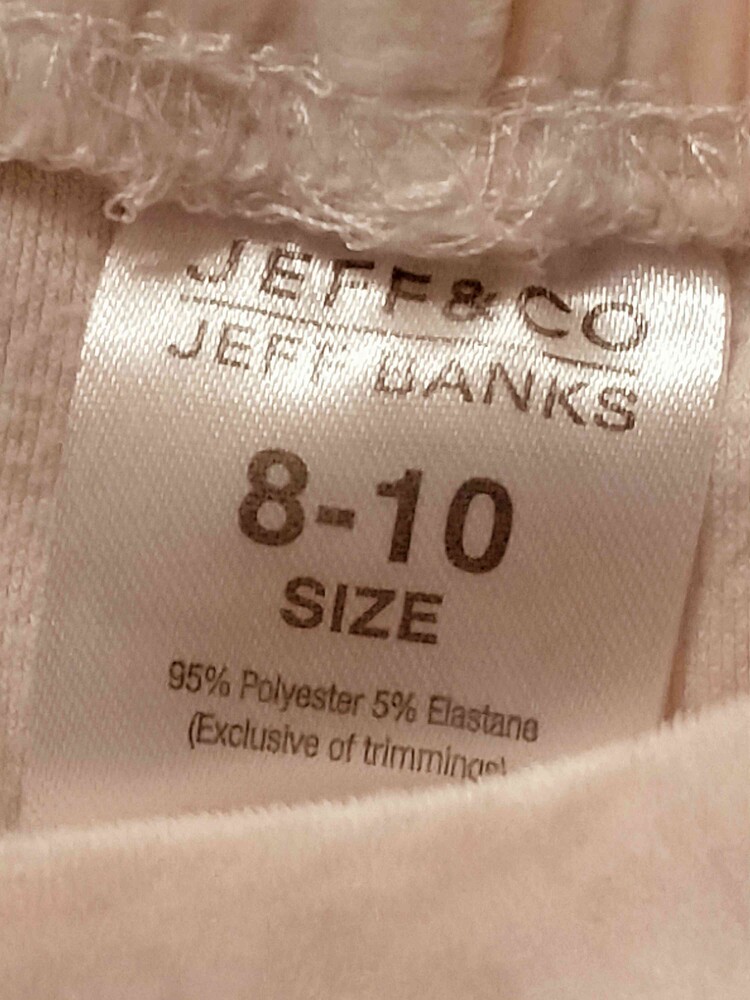 JEFF&CO
JEFF BANKS
8-10
SIZE
95% Polyester 5% Elastane
(Exclusive of trimmings)